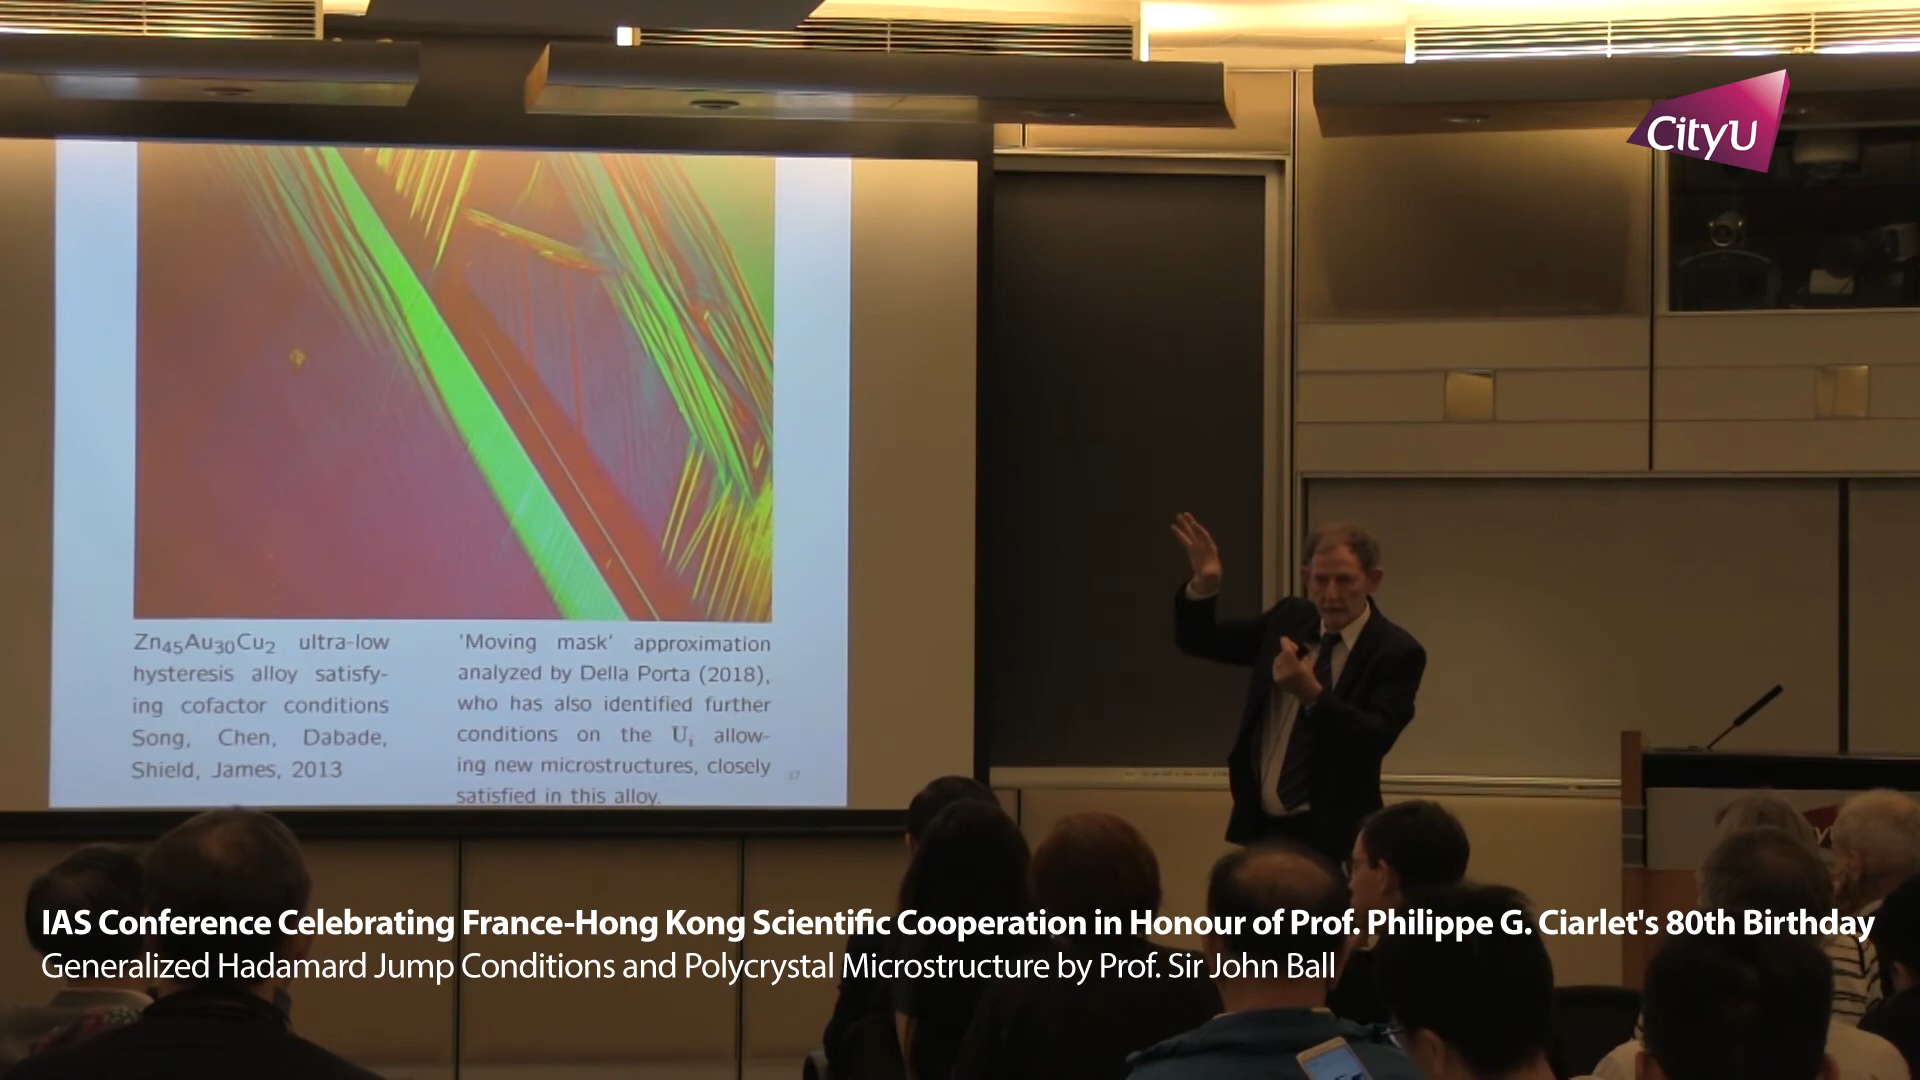 CityU
Zn45Au30Cu2 ultra-low
hysteresis alloy satisfy-
ing cofactor conditions
Song, Chen, Dabade,
Shield, James, 2013
'Moving mask' approximation
analyzed by Della Porta (2018),
who has also identified further
conditions on the Ui allow-
ing new microstructures, closely
satisfied in this alloy.
37
IAS Conference Celebrating France-Hong Kong Scientific Cooperation in Honour of Prof. Philippe G. Ciarlet's 80th Birthday
Generalized Hadamard Jump Conditions and Polycrystal Microstructure by Prof. Sir John Ball